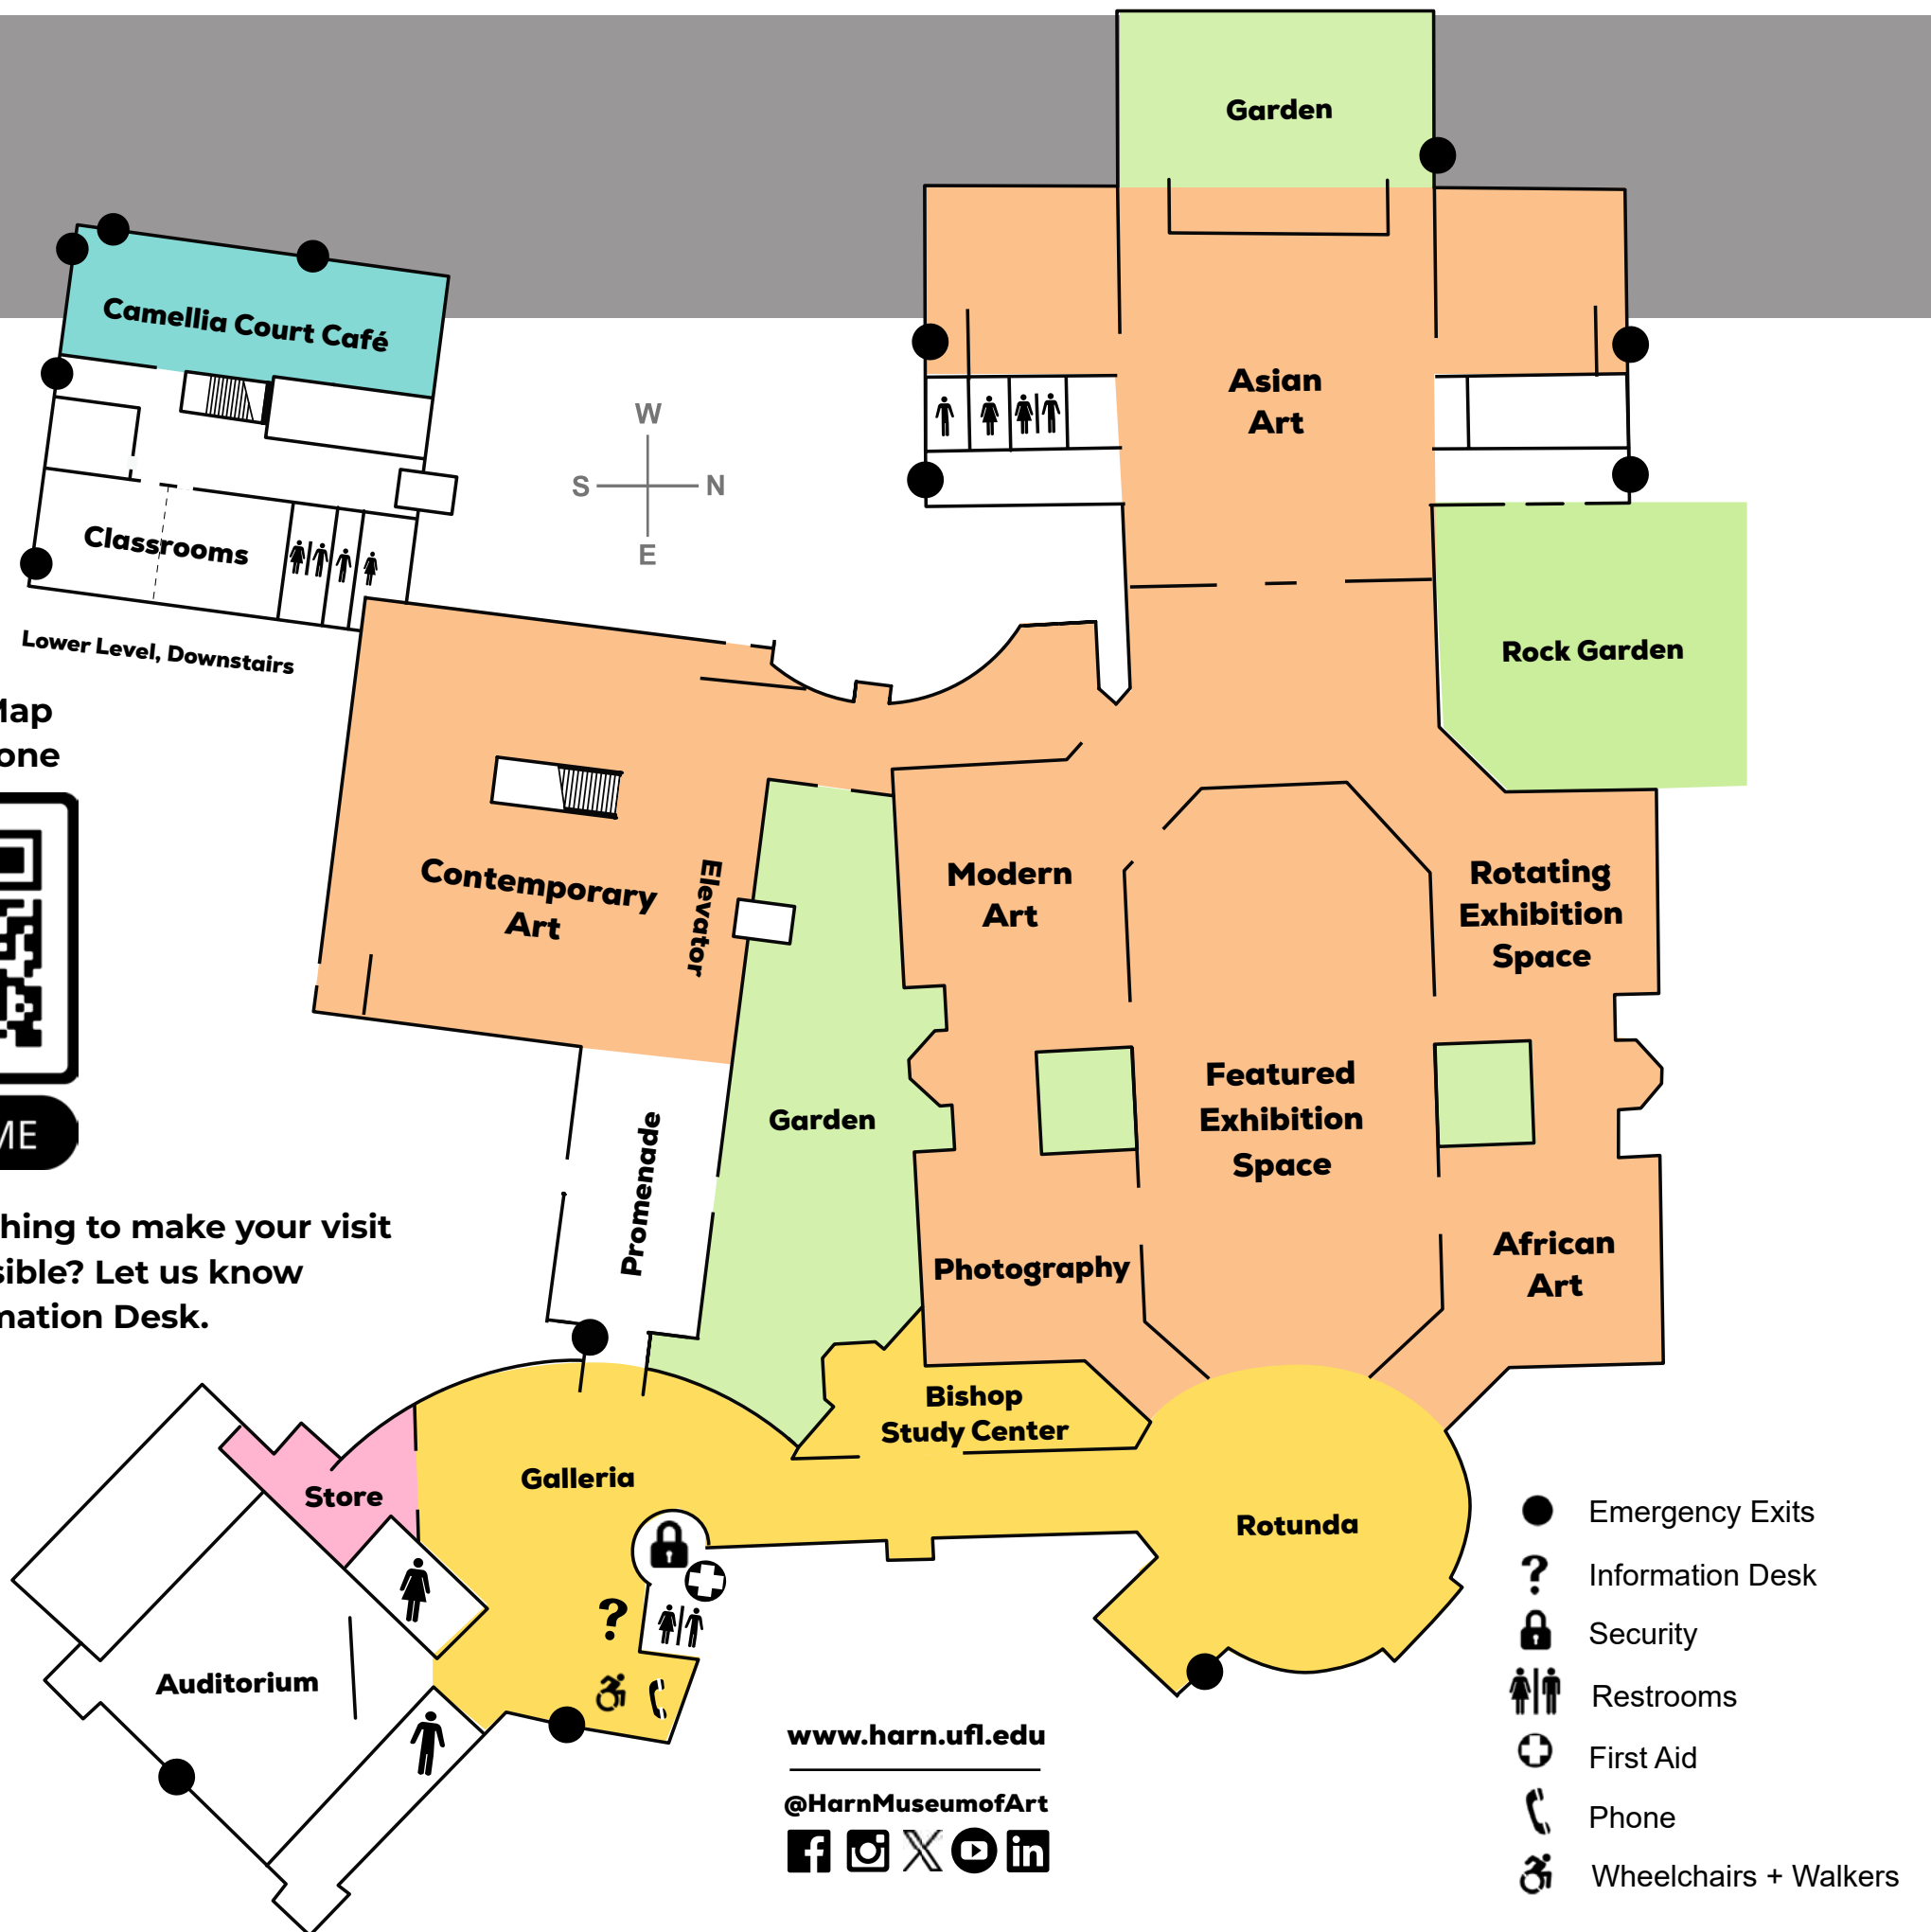 Garden
Camellia Court Café
Asian
Art
W
S
N
E
Classrooms
Lower Level, Downstairs
Rock Garden
Map
one
Contemporary
Art
Elevator
Modern
Art
Rotating
Exhibition
Space
ME
Promenade
Garden
Featured
Exhibition
Space
hing to make your visit
sible? Let us know
mation Desk.
Photography
African
Art
Bishop
Study Center
Galleria
Store
Rotunda
Auditorium
?
www.harn.ufl.edu
@HarnMuseumofArt
Emergency Exits
? Information Desk
Security
Restrooms
First Aid
Phone
Wheelchairs + Walkers